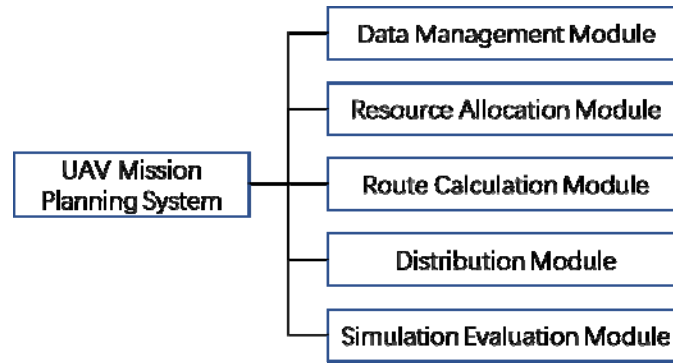 Data Management Module
Resource Allocation Module
UAV Mission
Planning System
Route Calculation Module
Distribution Module
Simulation Evaluation Module